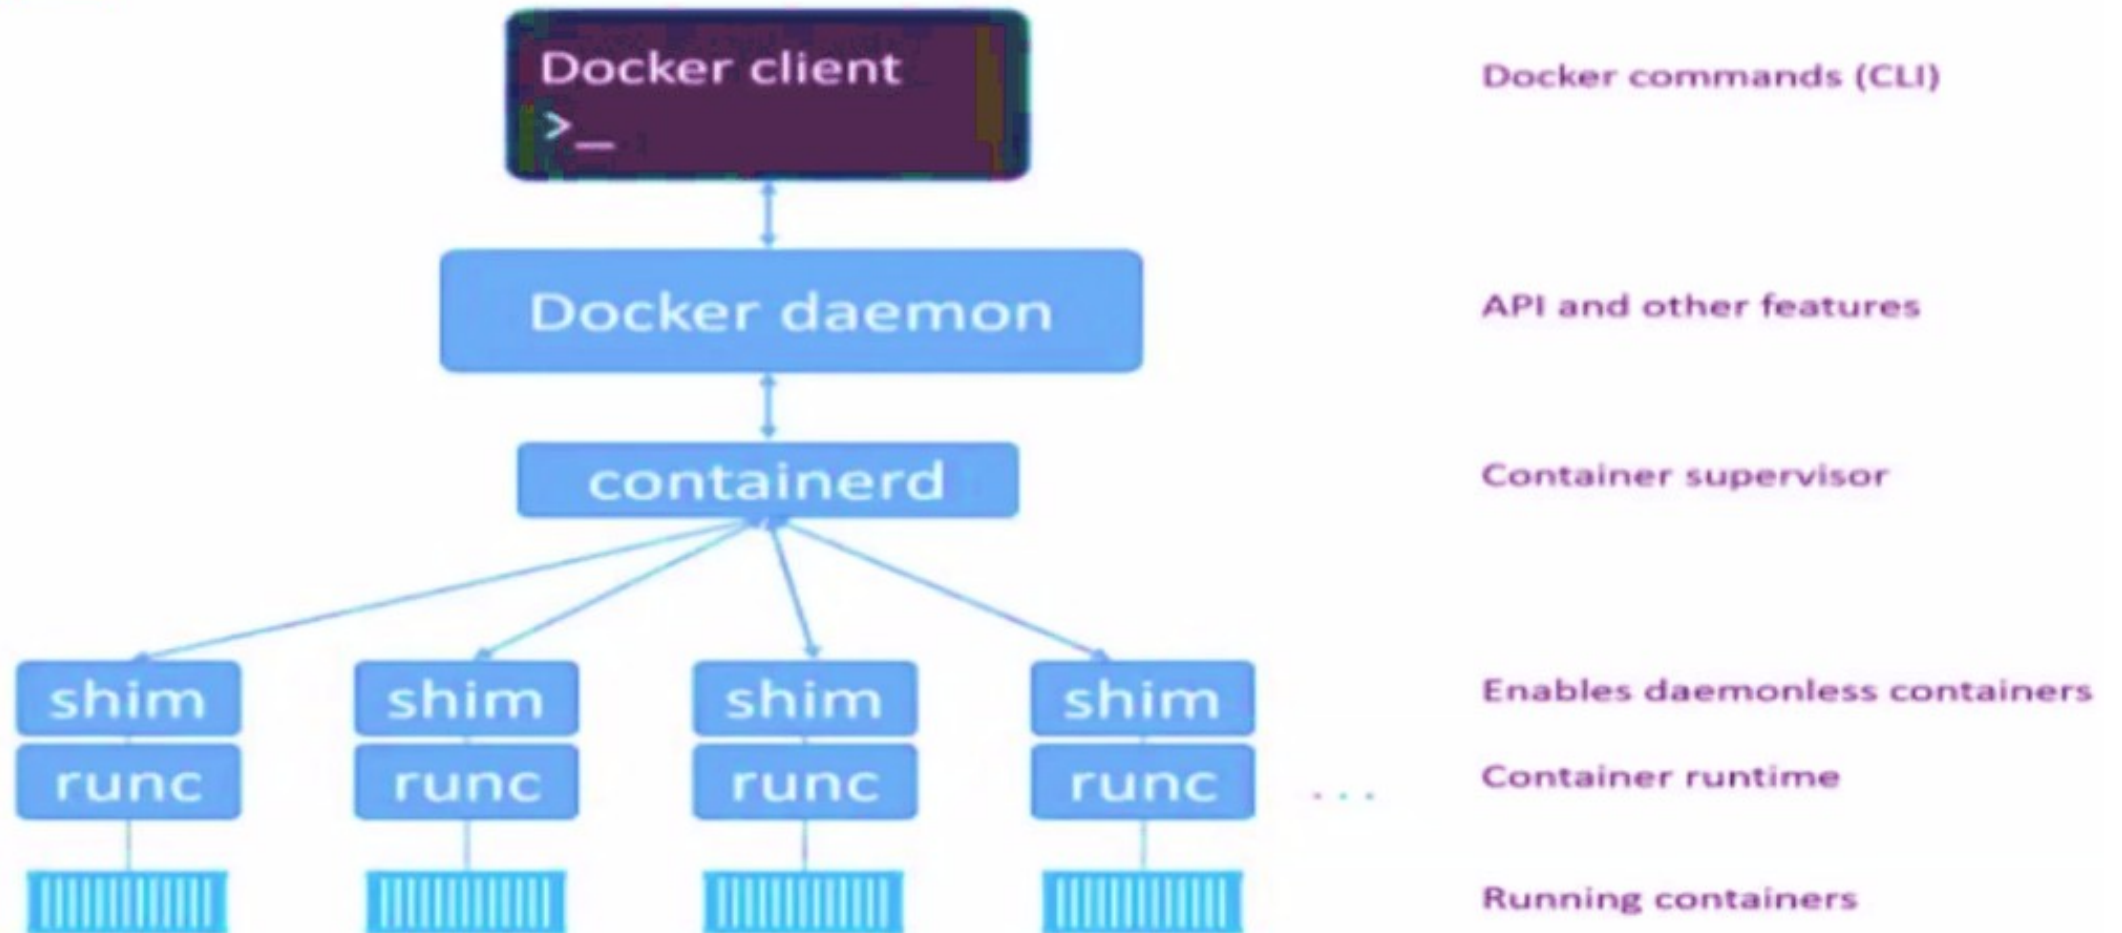 Docker client
>_
Docker commands (CLI)
Docker daemon
API and other features
containerd
Container supervisor
shim shim shim shim
Enables daemonless containers
runc runc runc runc ...
Container runtime
Running containers